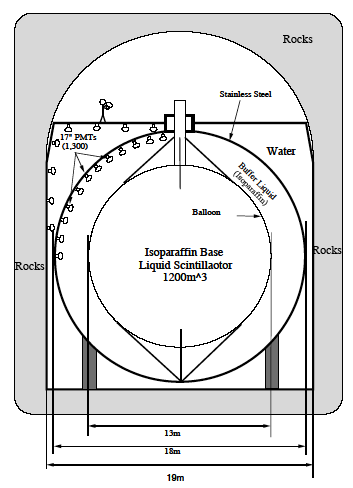 Rocks
Stainless Steel
17" PMTs
(1,300)
Water
Buffer Liquid
(Isoparaffin)
Balloon
Isoparaffin Base
Liquid Scintillaotor
1200m^3
Rocks
Rocks
13m
18m
19m